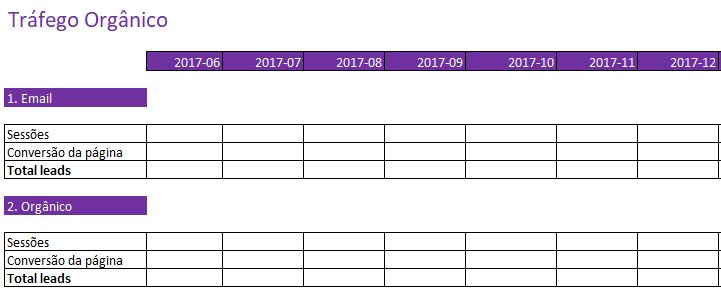 Tráfego Orgânico
2017-06 2017-07 2017-08 2017-09 2017-10 2017-11 2017-12
1. Email
Sessões
Conversão da página
Total leads
2. Orgânico
Sessões
Conversão da página
Total leads